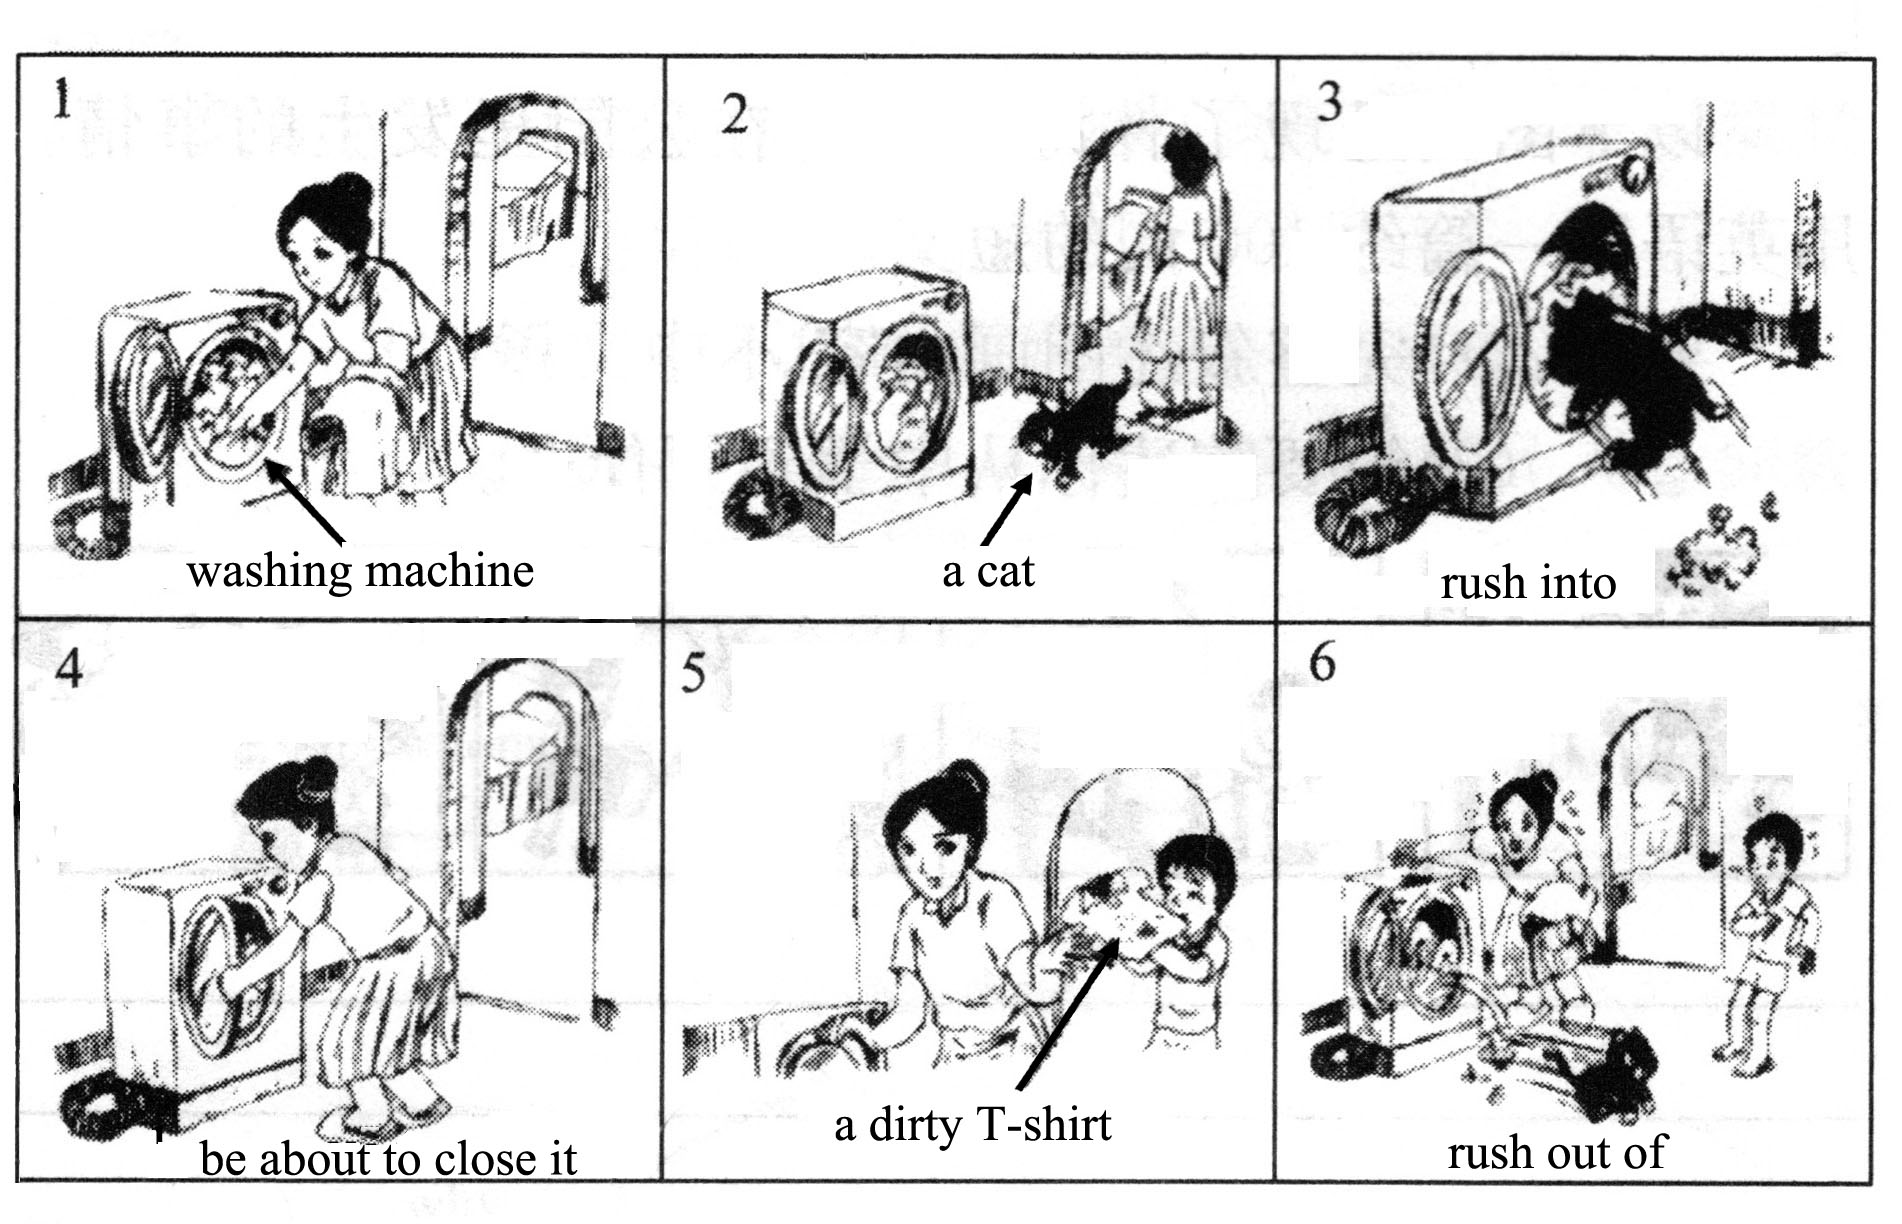 1
2
3
washing machine
a cat
rush into
4
5
6
be about to close it
a dirty T-shirt
rush out of